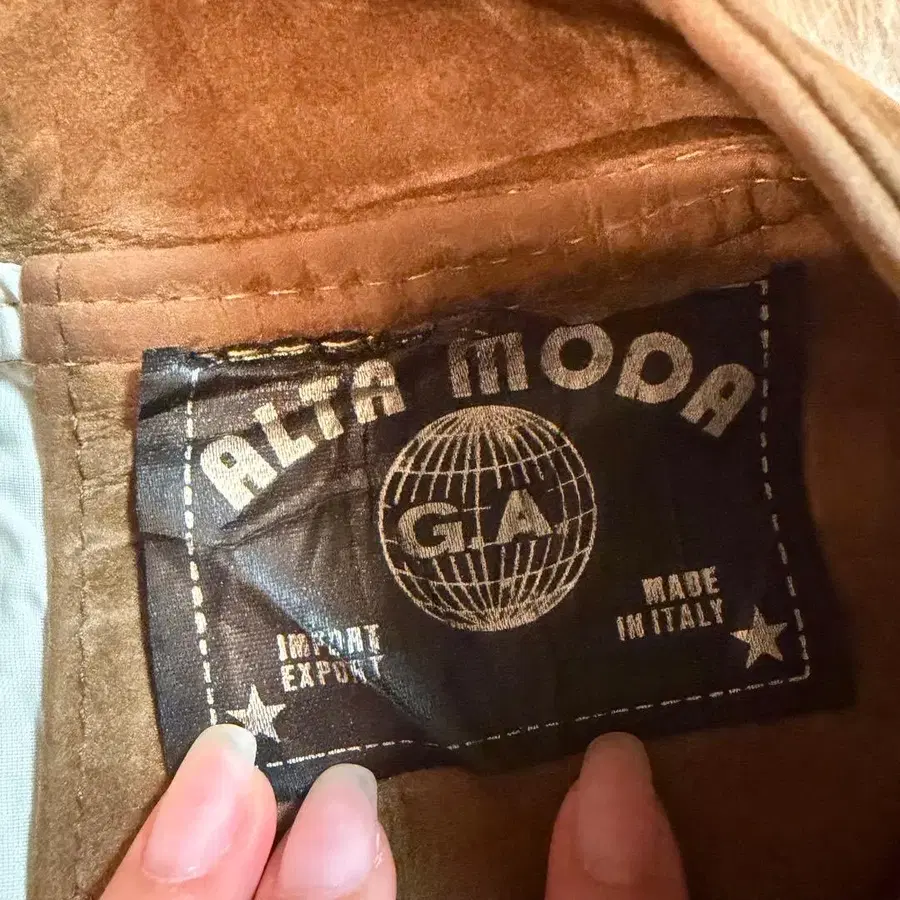 ALTA MODA
G.A.
IMPORT
EXPORT
MADE
IN ITALY